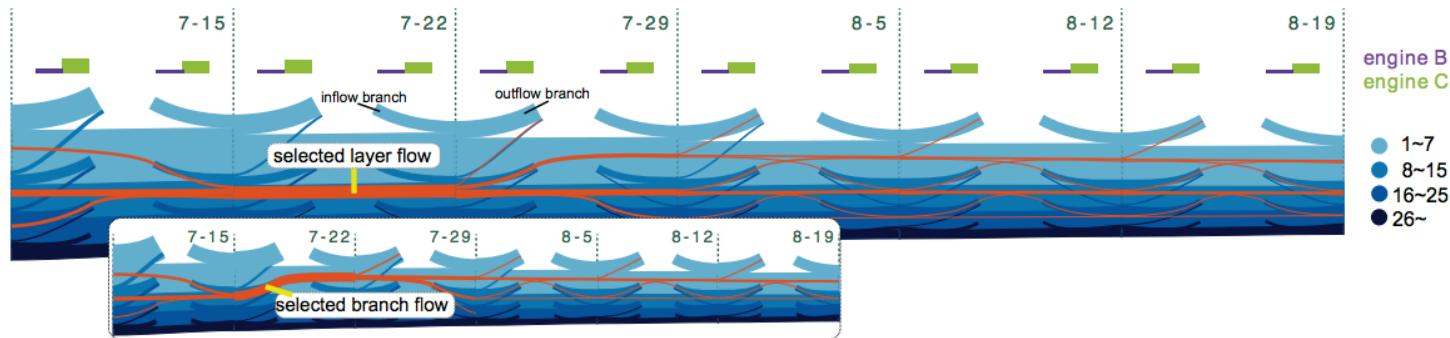 7-15 7-22 7-29 8-5 8-12 8-19
engine B
engine C
inflow branch
outflow branch
selected layer flow
1~7
8~15
16~25
26~
7-15 7-22 7-29 8-5 8-12 8-19
selected branch flow